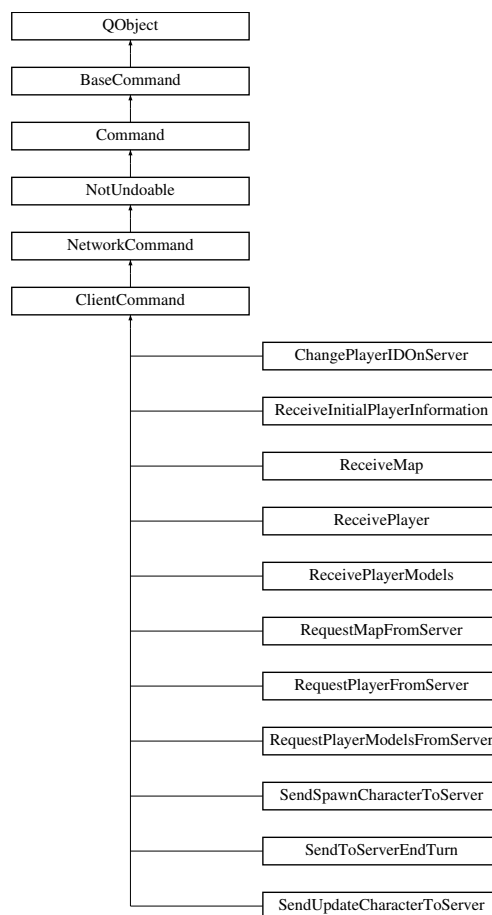 QObject
BaseCommand
Command
NotUndoable
NetworkCommand
ClientCommand
ChangePlayerIDOnServer
ReceiveInitialPlayerInformation
ReceiveMap
ReceivePlayer
ReceivePlayerModels
RequestMapFromServer
RequestPlayerFromServer
RequestPlayerModelsFromServer
SendSpawnCharacterToServer
SendToServerEndTurn
SendUpdateCharacterToServer